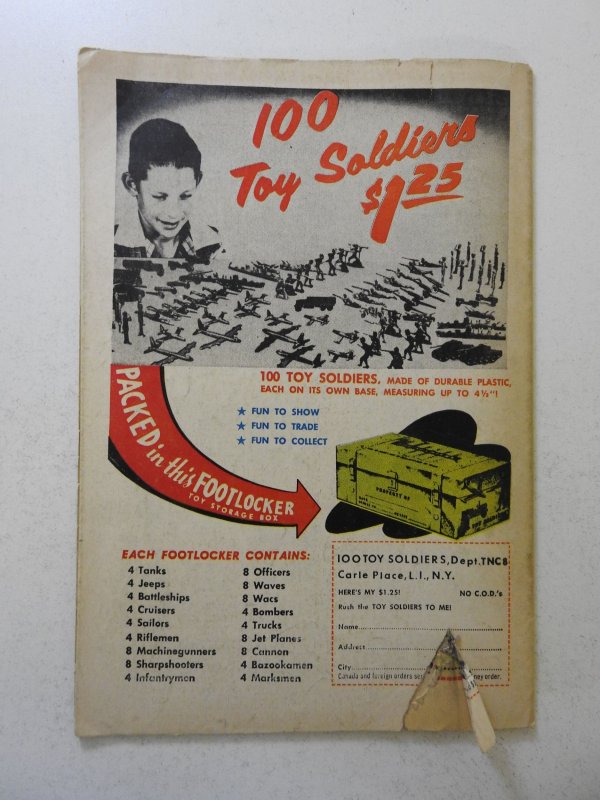 100
Toy Soldiers
$1.25
100 TOY SOLDIERS, MADE OF DURABLE PLASTIC,
EACH ON ITS OWN BASE, MEASURING UP TO 4½"!
★ FUN TO SHOW
★ FUN TO TRADE
★ FUN TO COLLECT
PACKED in this FOOTLOCKER
TOY STORAGE BOX
PROPERTY OF
EACH FOOTLOCKER CONTAINS:
4 Tanks
4 Jeeps
4 Battleships
4 Cruisers
4 Sailors
4 Riflemen
8 Machinegunners
8 Sharpshooters
4 Infantrymen
8 Officers
8 Waves
8 Wacs
4 Bombers
4 Trucks
8 Jet Planes
8 Cannon
4 Bazookamen
4 Marksmen
100 TOY SOLDIERS, Dept. TNC8
Carle Place, L.I., N.Y.
HERE'S MY $1.25! NO C.O.D.'s
Rush the TOY SOLDIERS TO ME!
Name
Address
City
Canada and foreign orders order.